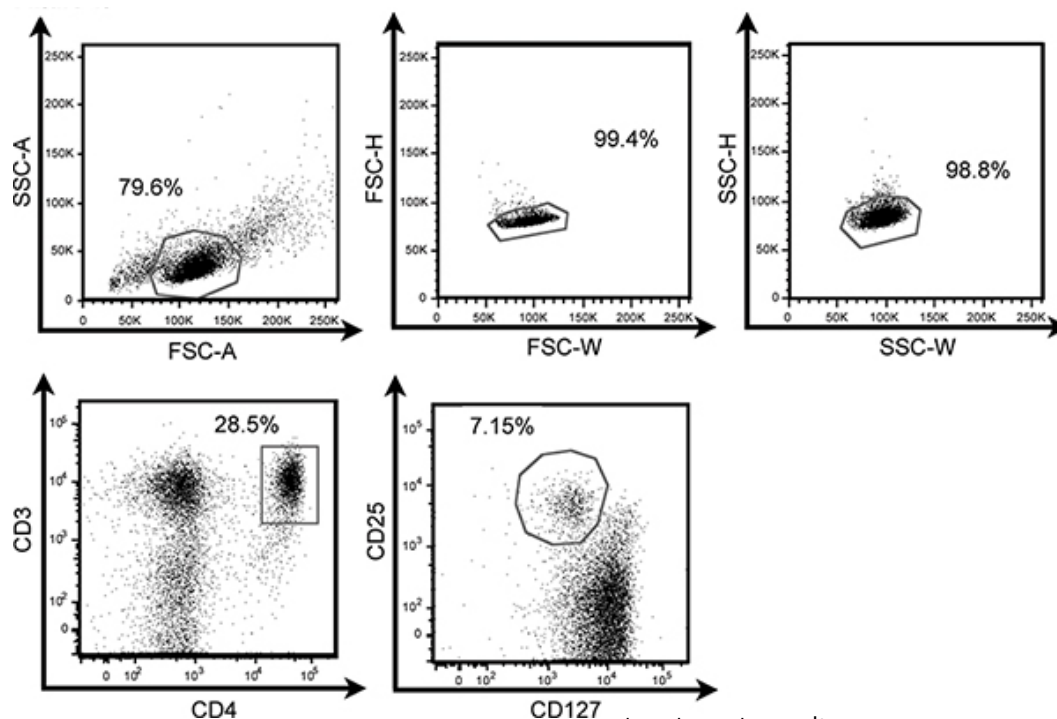 250K
200K
150K
100K
50K
0
SSC-A
79.6%
0 50K 100K 150K 200K 250K
FSC-A
250K
200K
150K
100K
50K
0
FSC-H
99.4%
0 50K 100K 150K 200K 250K
FSC-W
250K
200K
150K
100K
50K
0
SSC-H
98.8%
0 50K 100K 150K 200K 250K
SSC-W
10⁵
10⁴
10³
10²
0
CD3
28.5%
0 10² 10³ 10⁴ 10⁵
CD4
10⁵
10⁴
10³
10²
0
CD25
7.15%
0 10² 10³ 10⁴ 10⁵
CD127